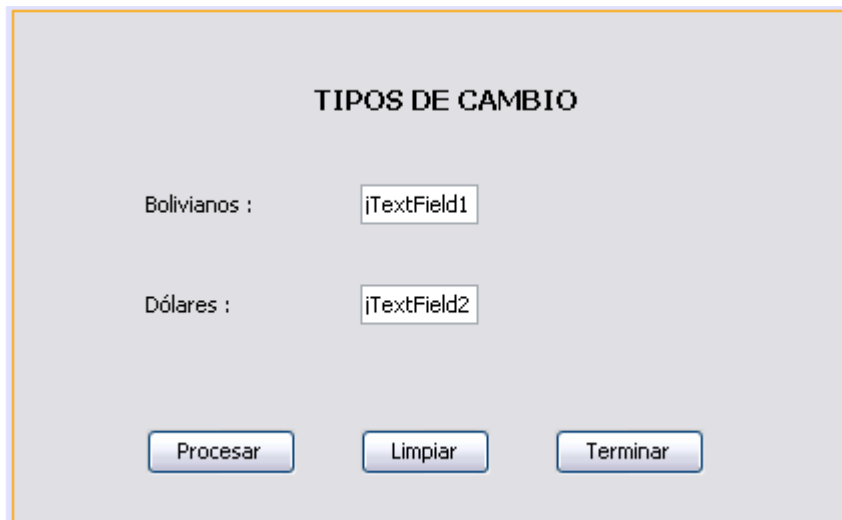 TIPOS DE CAMBIO
Bolivianos : jTextField1
Dólares : jTextField2
Procesar Limpiar Terminar